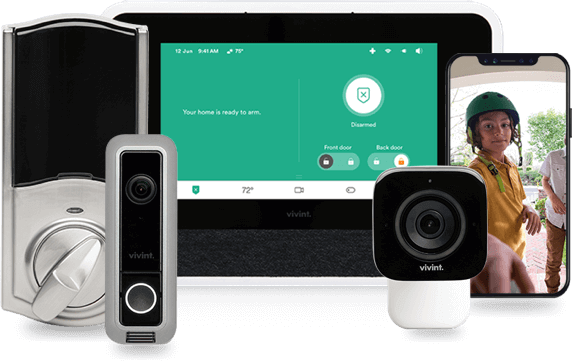 12 Jun 9:41 AM 75°
Your home is ready to arm.
Disarmed
Front door Back door
72°
vivint.
vivint.
vivint.